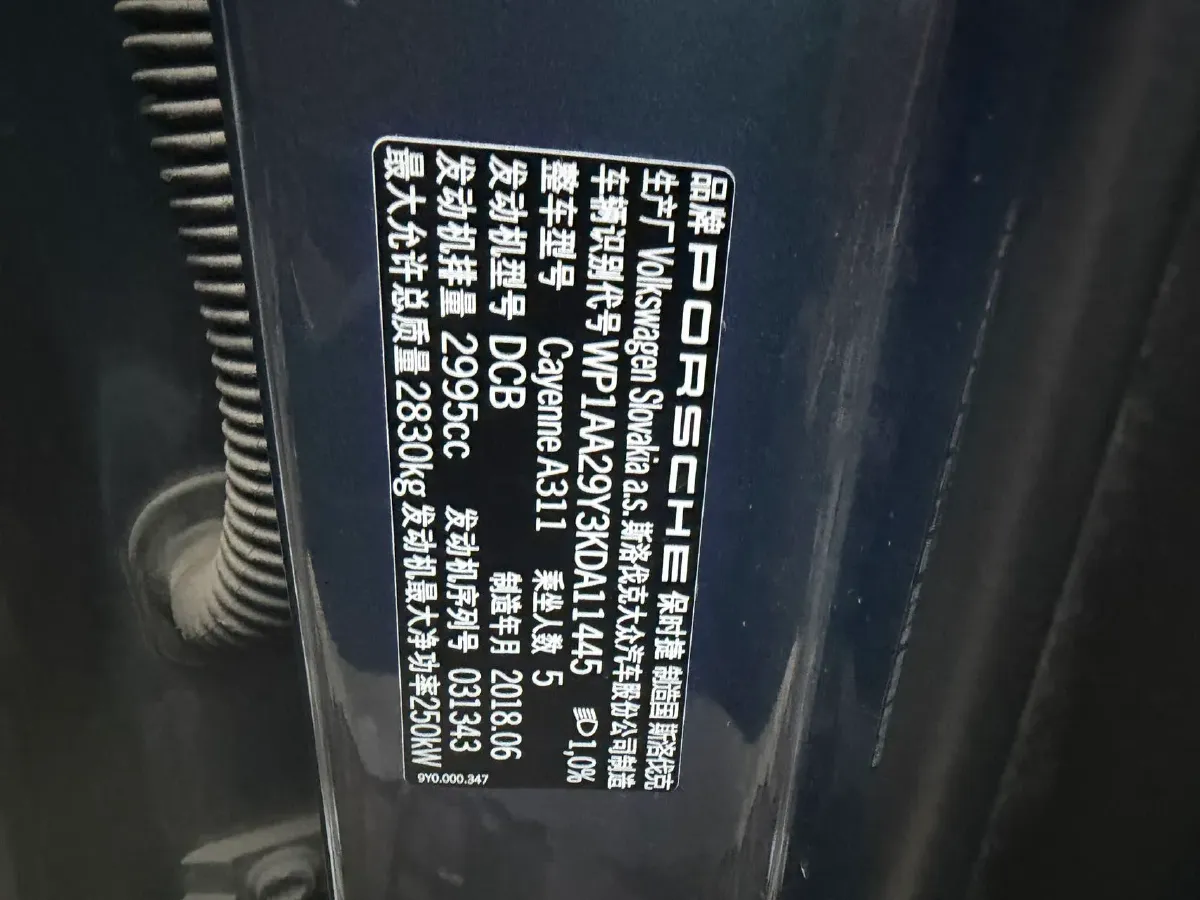 品牌 PORSCHE 保时捷 制造国 斯洛伐克
生产厂 Volkswagen Slovakia a.s.斯洛伐克大众汽车股份公司制造
车辆识别代号 WP1AA29Y3KDA11445 1,0%
整车型号 Cayenne A311 乘坐人数 5
发动机型号 DCB 制造年月 2018.06
发动机排量 2995cc 发动机序列号 031343
最大允许总质量 2830kg 发动机最大净功率250kW
9Y0.000.347